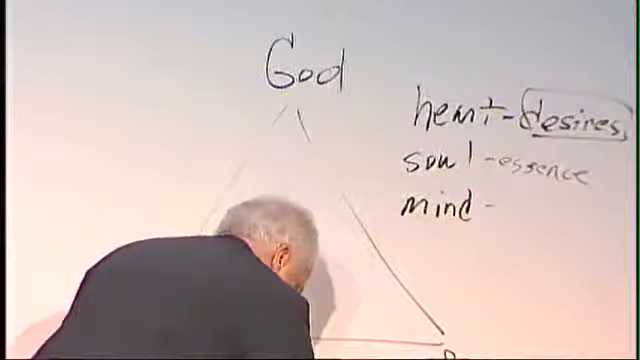 God
heart - desires,
soul - essence
mind -